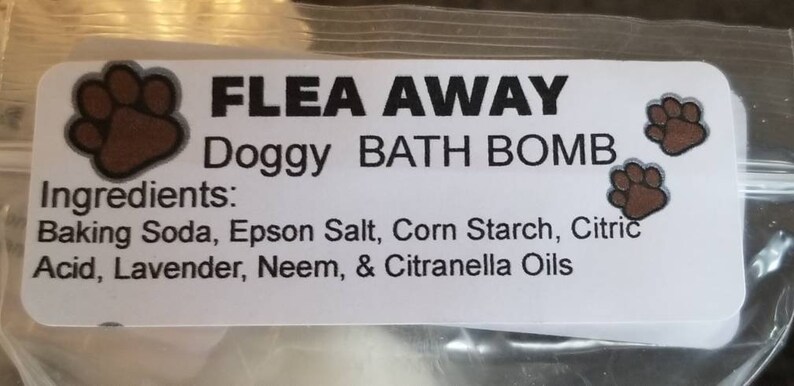 FLEA AWAY
Doggy BATH BOMB
Ingredients:
Baking Soda, Epson Salt, Corn Starch, Citric
Acid, Lavender, Neem, & Citranella Oils